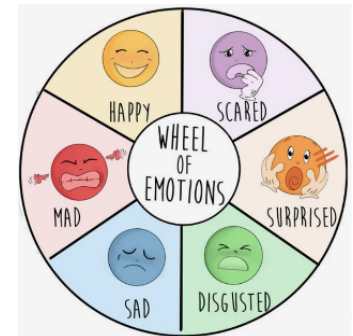 HAPPY
SCARED
WHEEL
OF
EMOTIONS
MAD
SURPRISED
SAD
DISGUSTED